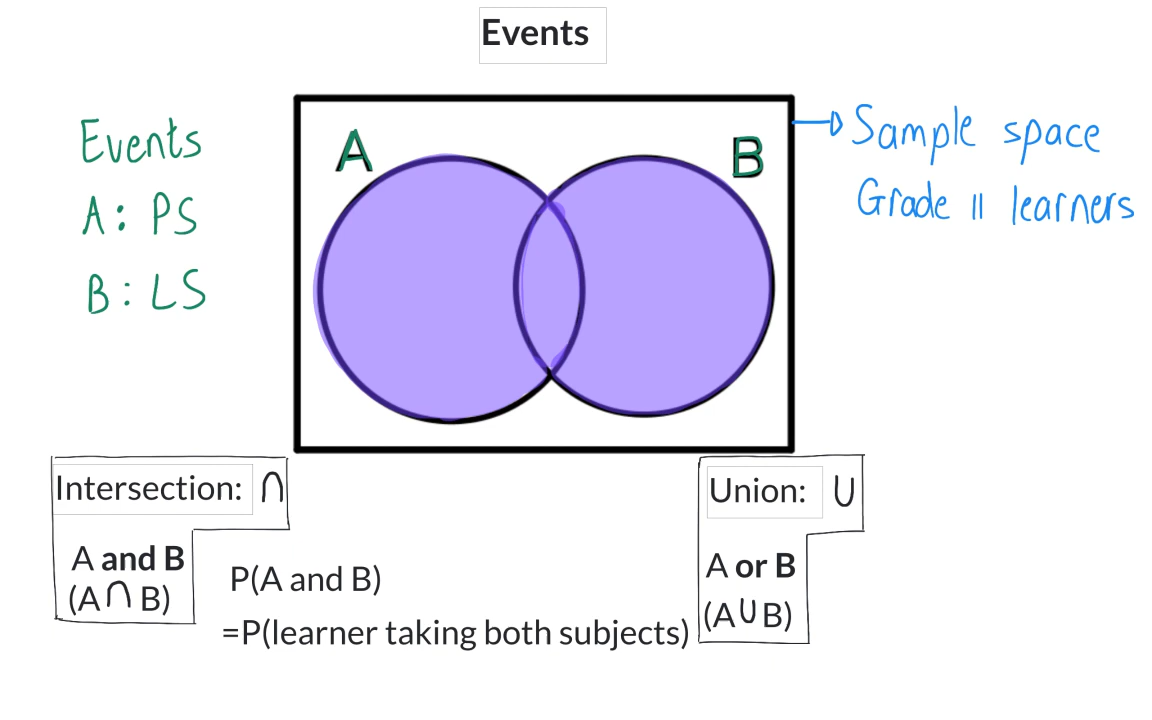 Events
Events
A: PS
B: LS
A
B
Sample space
Grade 11 learners
Intersection: ∩
A and B
(A∩B)
P(A and B)
=P(learner taking both subjects)
Union: ∪
A or B
(A∪B)